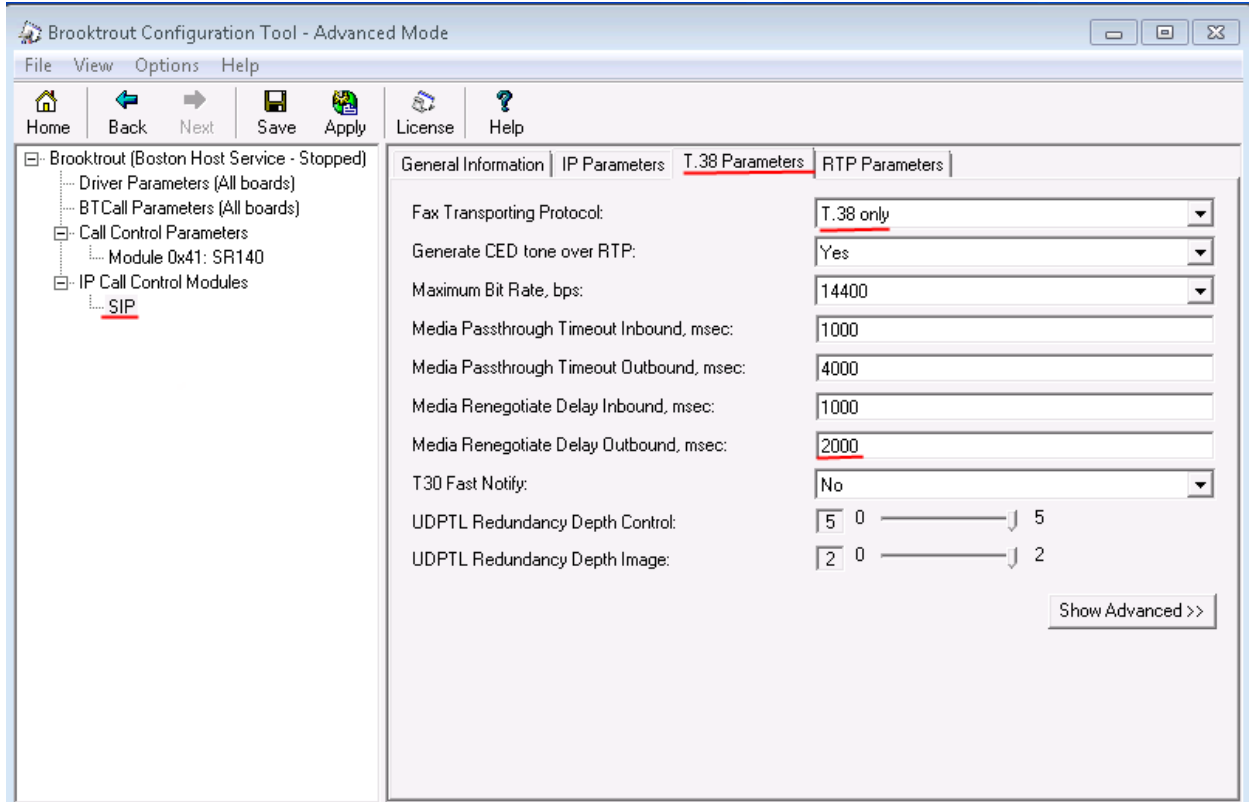 Brooktrout Configuration Tool - Advanced Mode
File View Options Help
Home Back Next Save Apply License Help
Brooktrout (Boston Host Service - Stopped)
Driver Parameters (All boards)
BTCall Parameters (All boards)
Call Control Parameters
Module 0x41: SR140
IP Call Control Modules
SIP
General Information IP Parameters T.38 Parameters RTP Parameters
Fax Transporting Protocol: T.38 only
Generate CED tone over RTP: Yes
Maximum Bit Rate, bps: 14400
Media Passthrough Timeout Inbound, msec: 1000
Media Passthrough Timeout Outbound, msec: 4000
Media Renegotiate Delay Inbound, msec: 1000
Media Renegotiate Delay Outbound, msec: 2000
T30 Fast Notify: No
UDPTL Redundancy Depth Control: 5 0 5
UDPTL Redundancy Depth Image: 2 0 2
Show Advanced >>